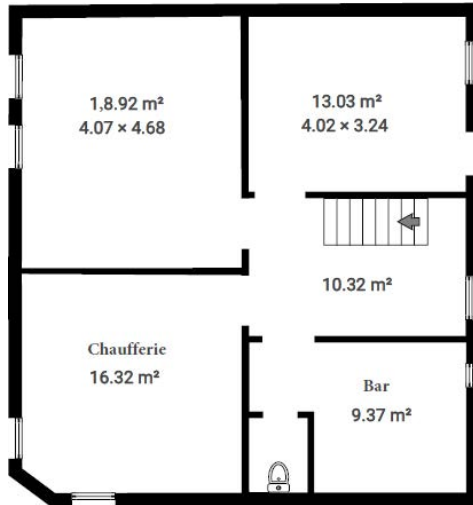 1,8.92 m²
4.07 × 4.68
13.03 m²
4.02 × 3.24
10.32 m²
Chaufferie
16.32 m²
Bar
9.37 m²